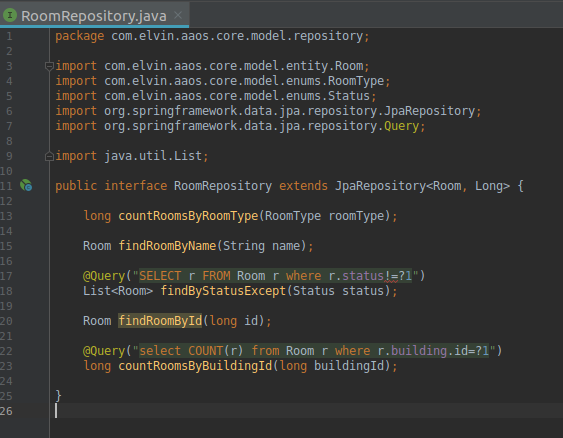 RoomRepository.java
1 package com.elvin.aaos.core.model.repository;
2
3 import com.elvin.aaos.core.model.entity.Room;
4 import com.elvin.aaos.core.model.enums.RoomType;
5 import com.elvin.aaos.core.model.enums.Status;
6 import org.springframework.data.jpa.repository.JpaRepository;
7 import org.springframework.data.jpa.repository.Query;
8
9 import java.util.List;
10
11 public interface RoomRepository extends JpaRepository<Room, Long> {
12
13 long countRoomsByRoomType(RoomType roomType);
14
15 Room findRoomByName(String name);
16
17 @Query("SELECT r FROM Room r where r.status!=?1")
18 List<Room> findByStatusExcept(Status status);
19
20 Room findRoomById(long id);
21
22 @Query("select COUNT(r) from Room r where r.building.id=?1")
23 long countRoomsByBuildingId(long buildingId);
24
25 }
26